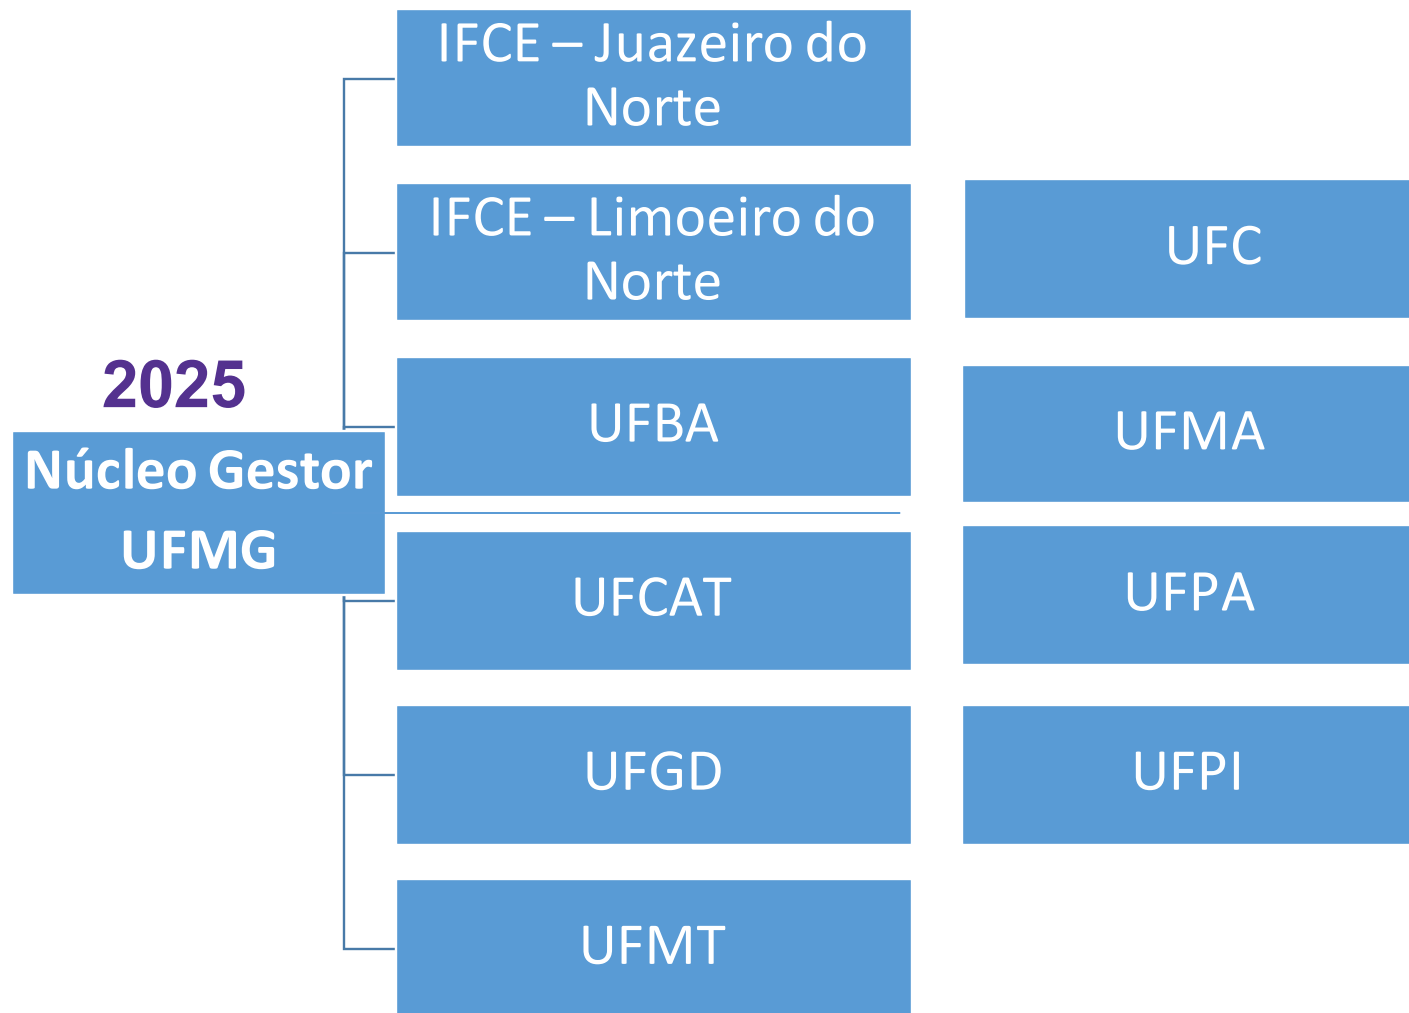 2025
Núcleo Gestor
UFMG
IFCE – Juazeiro do
Norte
IFCE – Limoeiro do
Norte
UFBA
UFCAT
UFGD
UFMT
UFC
UFMA
UFPA
UFPI